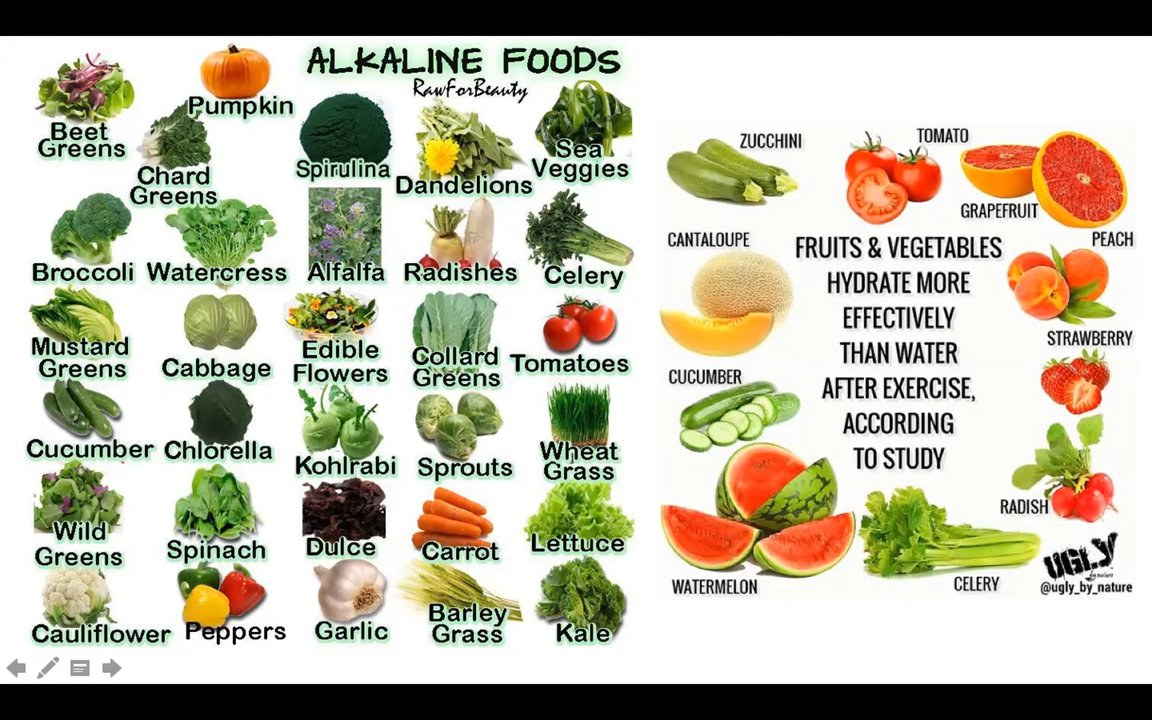 ALKALINE FOODS
RawForBeauty
Beet
Greens
Pumpkin
Chard
Greens
Spirulina
Dandelions
Sea
Veggies
Broccoli
Watercress
Alfalfa
Radishes
Celery
Mustard
Greens
Cabbage
Edible
Flowers
Collard
Greens
Tomatoes
Cucumber
Chlorella
Kohlrabi
Sprouts
Wheat
Grass
Wild
Greens
Spinach
Dulce
Carrot
Lettuce
Cauliflower
Peppers
Garlic
Barley
Grass
Kale
ZUCCHINI
TOMATO
GRAPEFRUIT
PEACH
CANTALOUPE
FRUITS & VEGETABLES
HYDRATE MORE
EFFECTIVELY
THAN WATER
AFTER EXERCISE,
ACCORDING
TO STUDY
STRAWBERRY
CUCUMBER
RADISH
WATERMELON
CELERY
UGLY
by nature
@ugly_by_nature